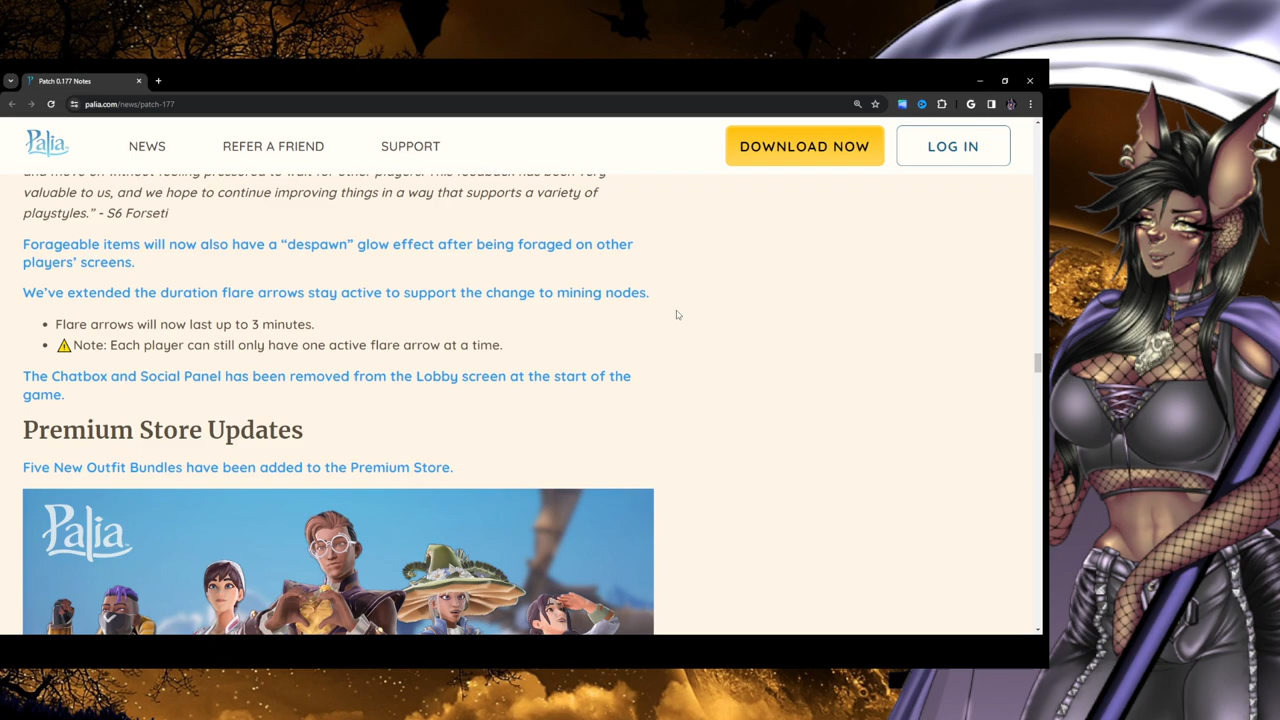 Patch 0.177 Notes
palia.com/news/patch-177
Palia
NEWS
REFER A FRIEND
SUPPORT
DOWNLOAD NOW
LOG IN
and move on without feeling pressured to wait for other players. This feedback has been very
valuable to us, and we hope to continue improving things in a way that supports a variety of
playstyles.” - S6 Forseti
Forageable items will now also have a “despawn” glow effect after being foraged on other
players’ screens.
We’ve extended the duration flare arrows stay active to support the change to mining nodes.
• Flare arrows will now last up to 3 minutes.
• ⚠Note: Each player can still only have one active flare arrow at a time.
The Chatbox and Social Panel has been removed from the Lobby screen at the start of the
game.
Premium Store Updates
Five New Outfit Bundles have been added to the Premium Store.
Palia